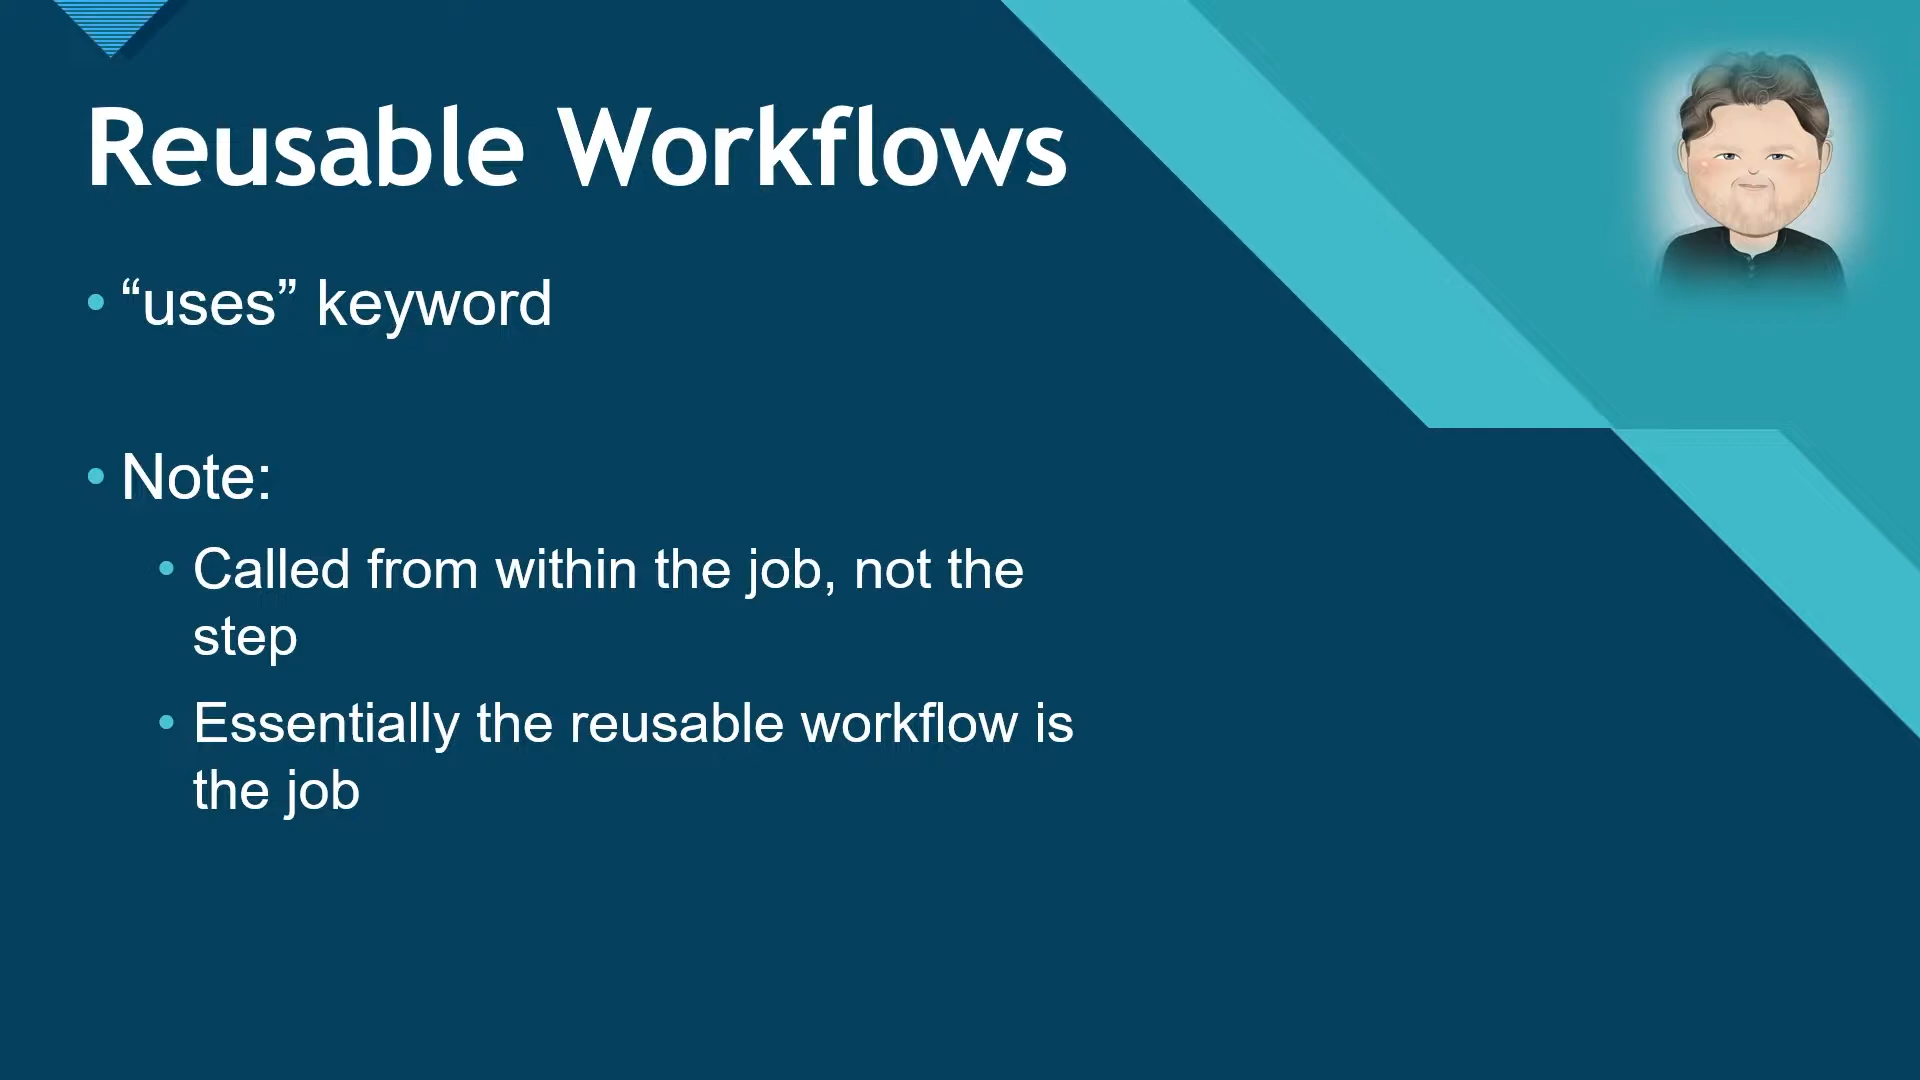 Reusable Workflows
• “uses” keyword
• Note:
• Called from within the job, not the
step
• Essentially the reusable workflow is
the job